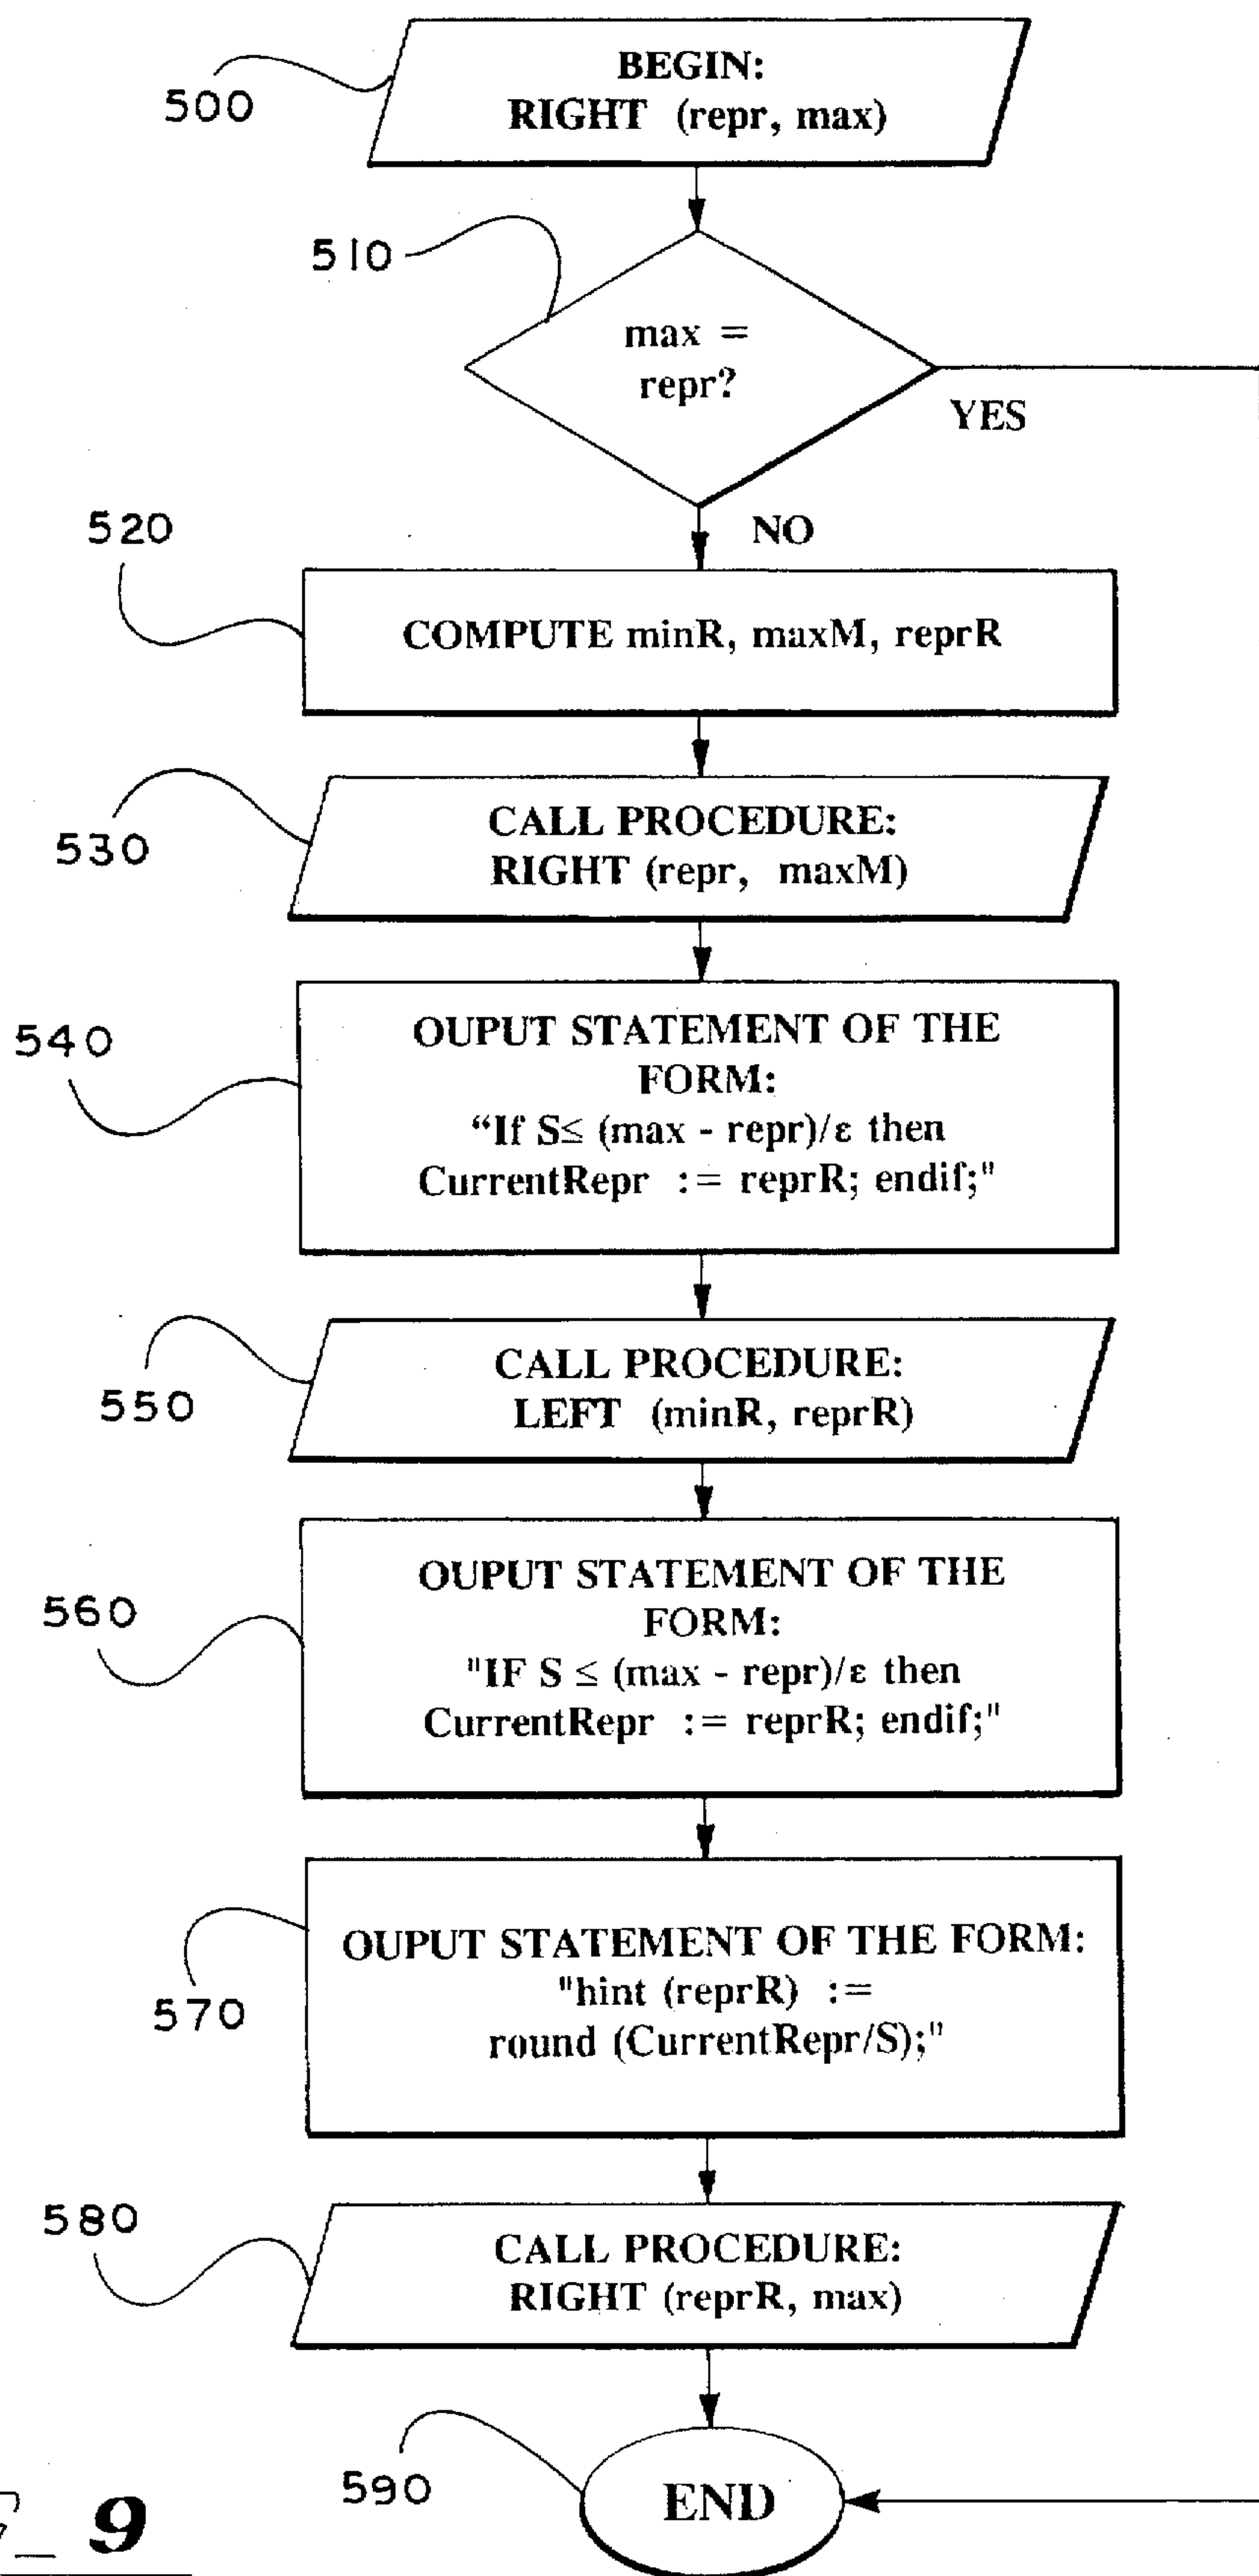 BEGIN:
RIGHT (repr, max)
500
510
max =
repr?
YES
NO
520
COMPUTE minR, maxM, reprR
530
CALL PROCEDURE:
RIGHT (repr, maxM)
540
OUPUT STATEMENT OF THE
FORM:
“If S≤ (max - repr)/ε then
CurrentRepr := reprR; endif;"
550
CALL PROCEDURE:
LEFT (minR, reprR)
560
OUPUT STATEMENT OF THE
FORM:
"IF S ≤ (max - repr)/ε then
CurrentRepr := reprR; endif;"
570
OUPUT STATEMENT OF THE FORM:
"hint (reprR) :=
round (CurrentRepr/S);"
580
CALL PROCEDURE:
RIGHT (reprR, max)
590
END
9